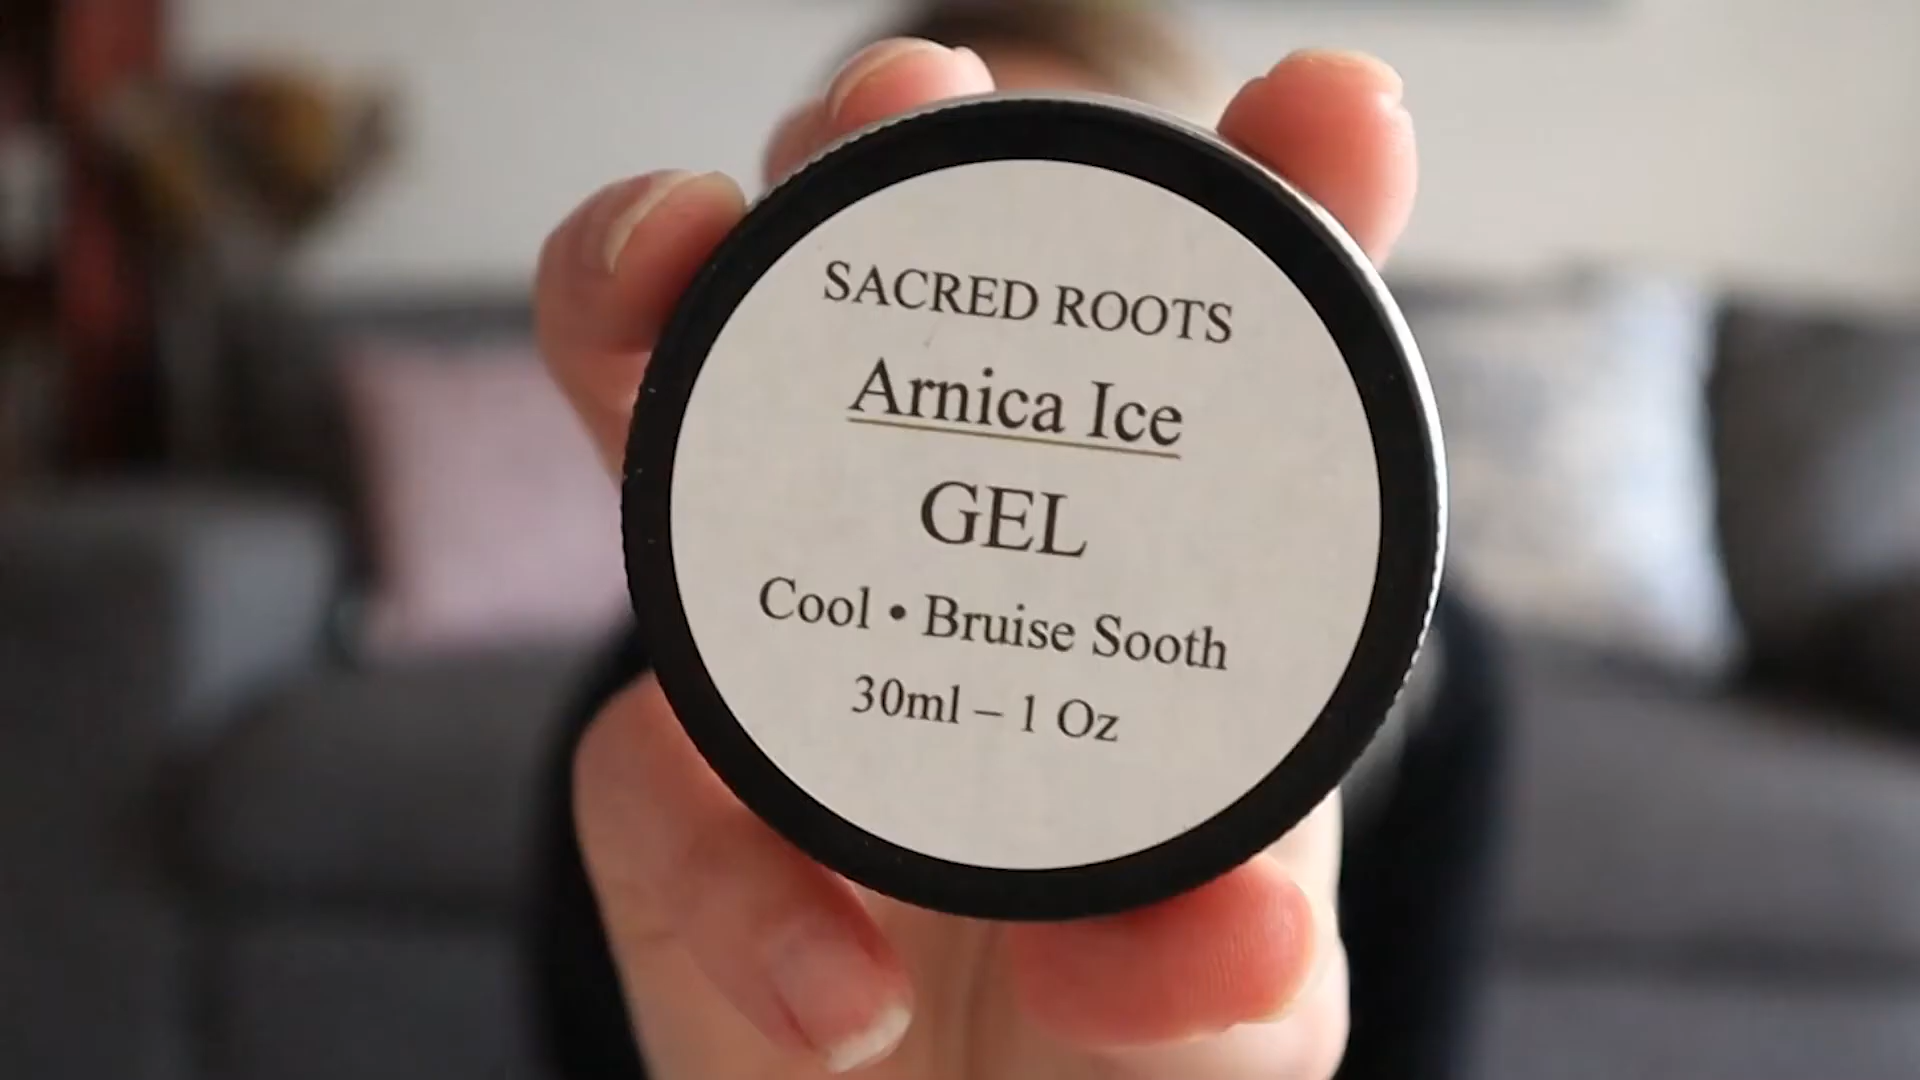 SACRED ROOTS
Arnica Ice
GEL
Cool • Bruise Sooth
30ml – 1 Oz